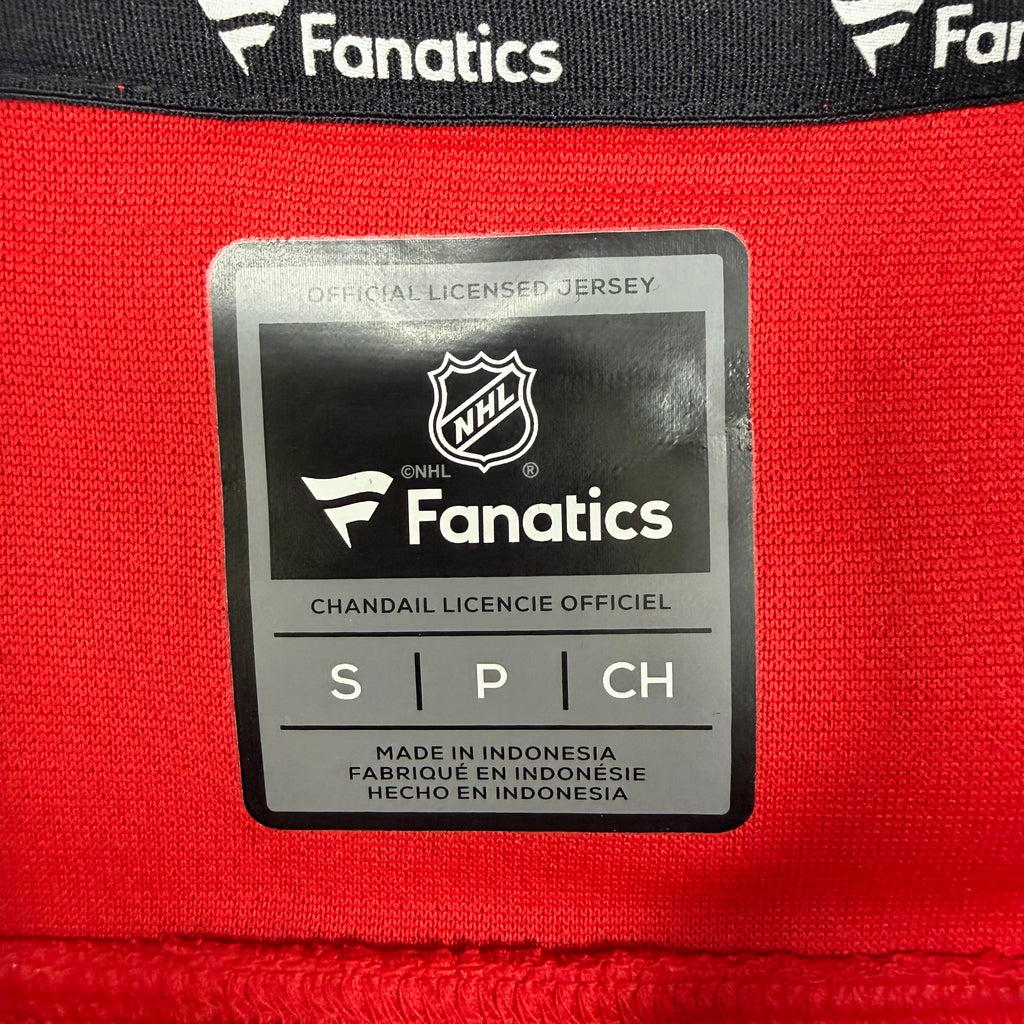 Fanatics
Fan
OFFICIAL LICENSED JERSEY
NHL
©NHL ®
Fanatics
CHANDAIL LICENCIE OFFICIEL
S | P | CH
MADE IN INDONESIA
FABRIQUÉ EN INDONÉSIE
HECHO EN INDONESIA